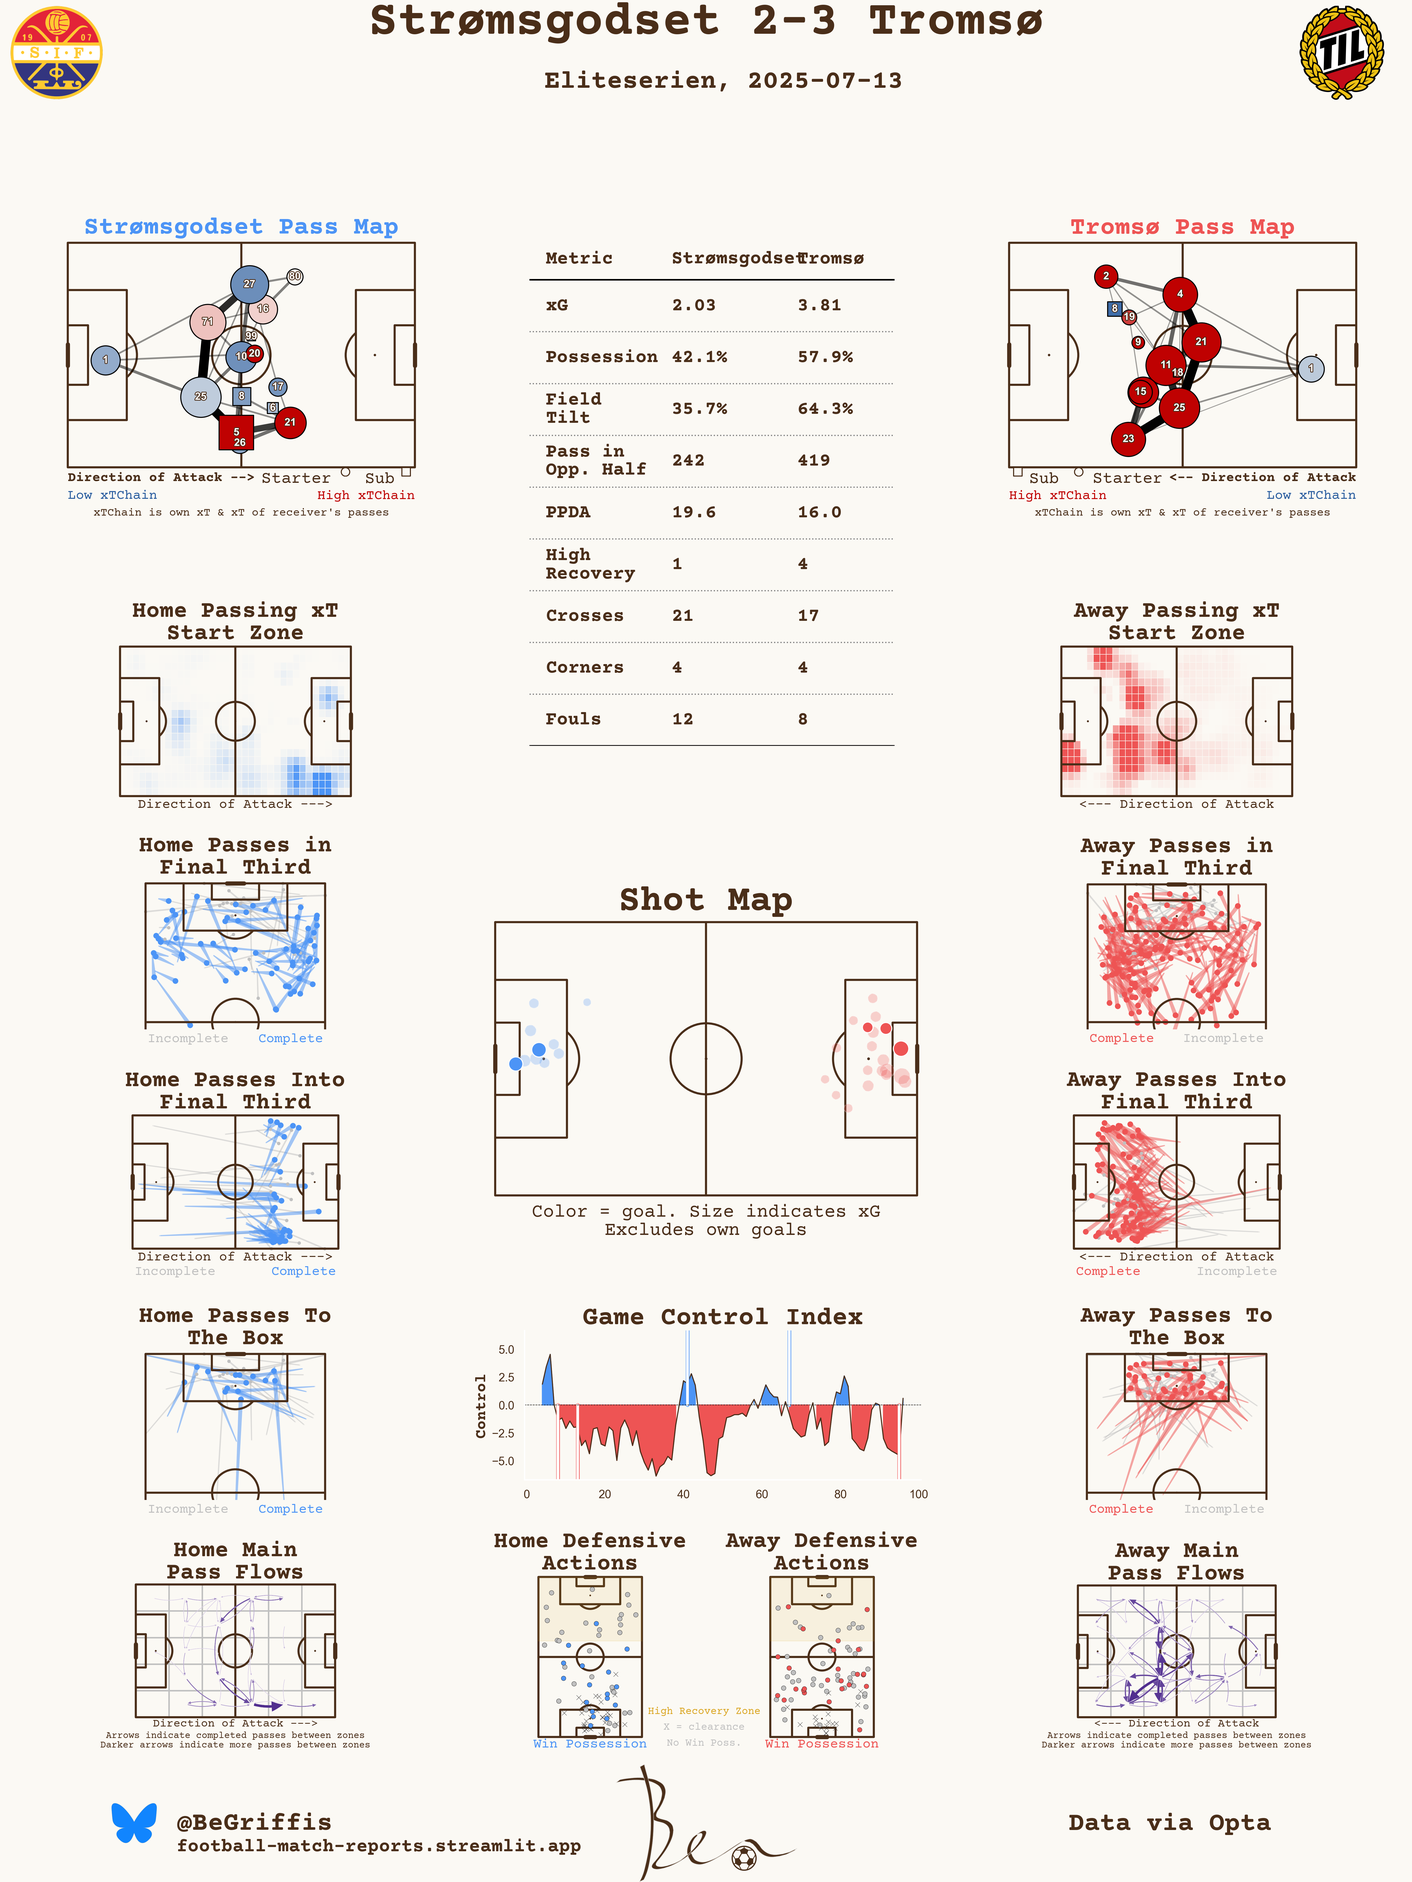 Strømsgodset 2-3 Tromsø
Eliteserien, 2025-07-13
19 07
S·I·F
TIL
Strømsgodset Pass Map
27
80
16
71
99
10
20
1
17
25
8
6
21
5
26
Direction of Attack --> Starter Sub
Low xTChain High xTChain
xTChain is own xT & xT of receiver's passes
Metric Strømsgodset Tromsø
xG 2.03 3.81
Possession 42.1% 57.9%
Field
Tilt 35.7% 64.3%
Pass in
Opp. Half 242 419
PPDA 19.6 16.0
High
Recovery 1 4
Crosses 21 17
Corners 4 4
Fouls 12 8
Tromsø Pass Map
2
4
8
19
9
21
11
18
1
15
25
23
Sub Starter <-- Direction of Attack
High xTChain Low xTChain
xTChain is own xT & xT of receiver's passes
Home Passing xT
Start Zone
Direction of Attack --->
Away Passing xT
Start Zone
<--- Direction of Attack
Home Passes in
Final Third
Incomplete Complete
Away Passes in
Final Third
Complete Incomplete
Shot Map
Color = goal. Size indicates xG
Excludes own goals
Home Passes Into
Final Third
Direction of Attack --->
Incomplete Complete
Away Passes Into
Final Third
<--- Direction of Attack
Complete Incomplete
Home Passes To
The Box
Incomplete Complete
Game Control Index
Control
5.0
2.5
0.0
−2.5
−5.0
0 20 40 60 80 100
Away Passes To
The Box
Complete Incomplete
Home Main
Pass Flows
Direction of Attack --->
Arrows indicate completed passes between zones
Darker arrows indicate more passes between zones
Home Defensive
Actions
Win Possession
High Recovery Zone
X = clearance
No Win Poss.
Away Defensive
Actions
Win Possession
Away Main
Pass Flows
<--- Direction of Attack
Arrows indicate completed passes between zones
Darker arrows indicate more passes between zones
@BeGriffis
football-match-reports.streamlit.app
Ben
Data via Opta